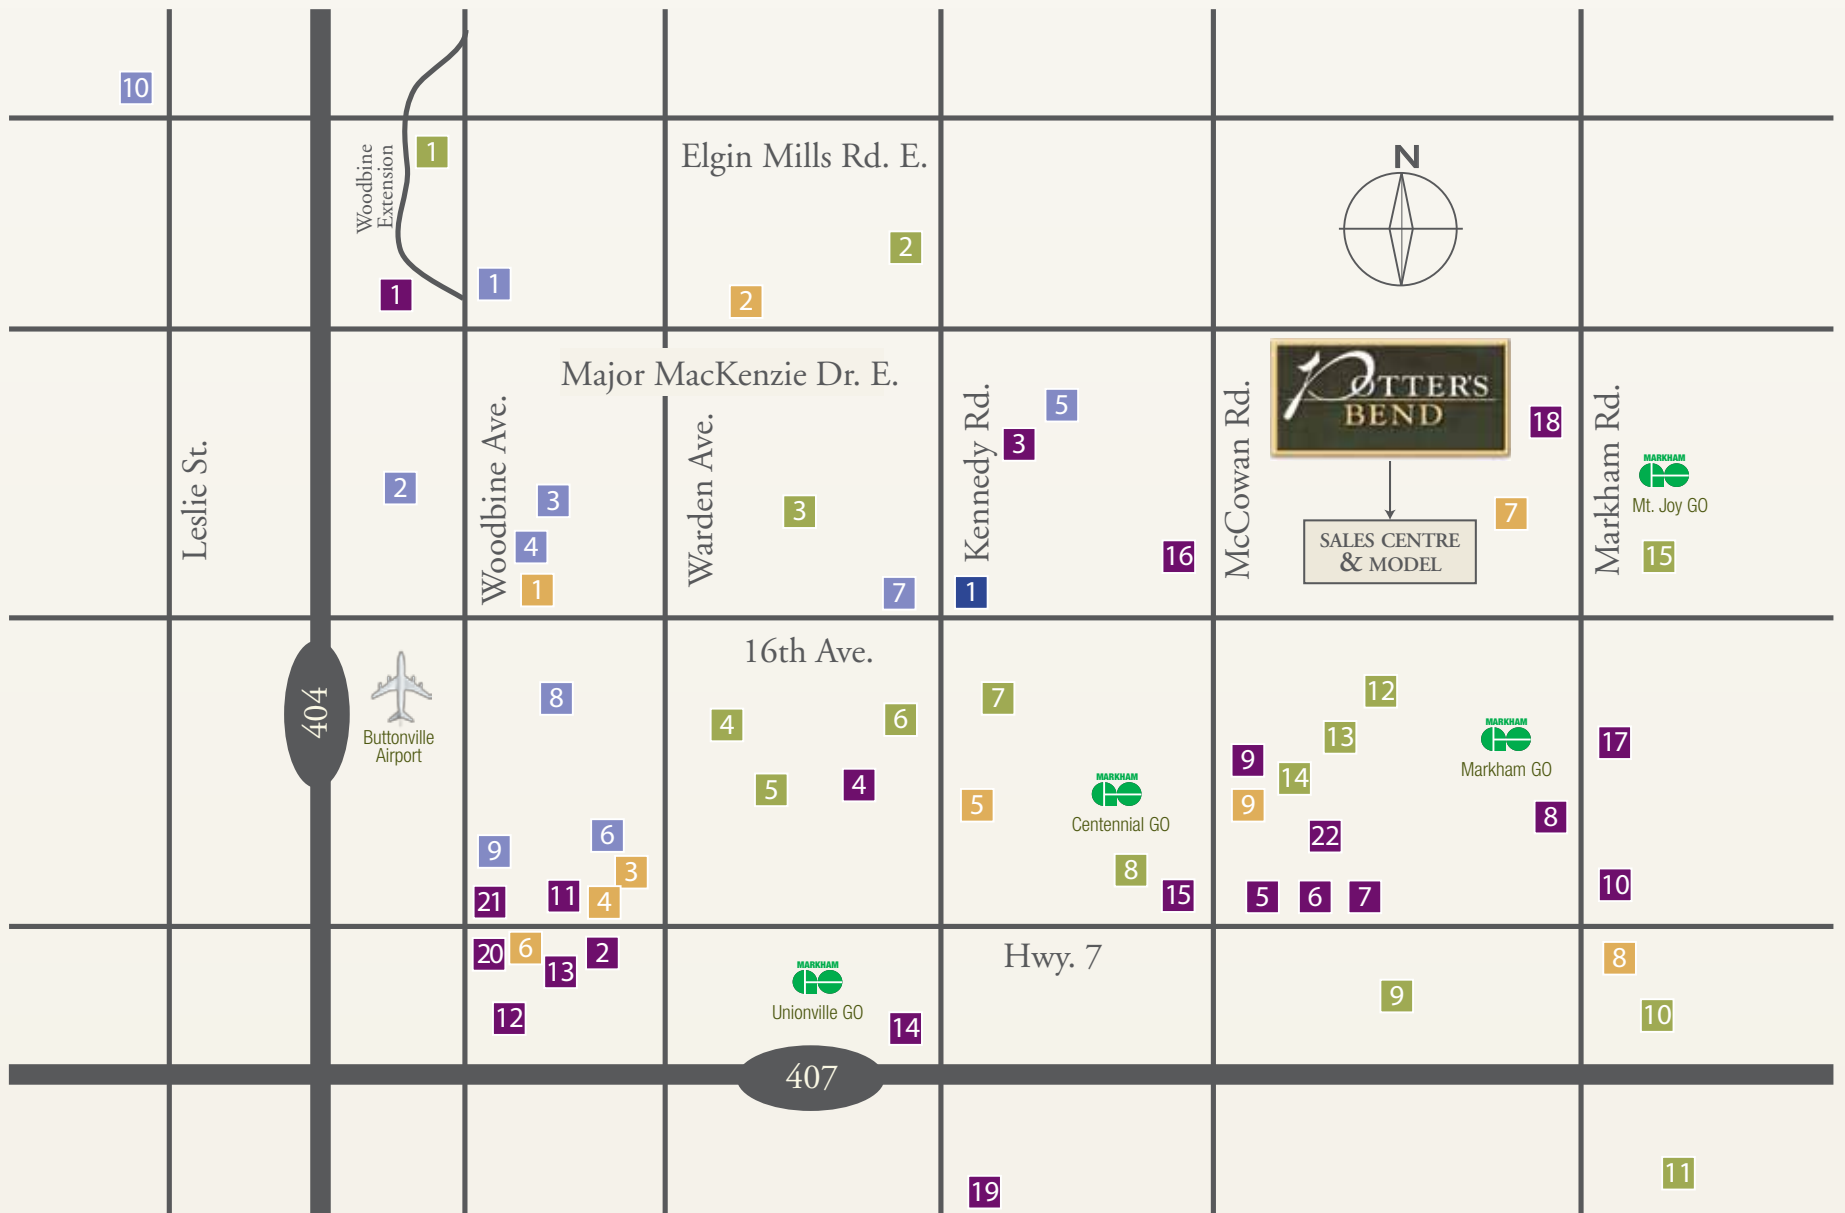 10
1
Woodbine
Extension
Elgin Mills Rd. E.
N
2
1
1
2
Major MacKenzie Dr. E.
Leslie St.
Woodbine Ave.
Warden Ave.
Kennedy Rd.
McCowan Rd.
Markham Rd.
POTTER'S
BEND
5
18
3
MARKHAM
GO
Mt. Joy GO
2
3
3
7
4
SALES CENTRE
& MODEL
16
15
1
7
1
16th Ave.
404
Buttonville
Airport
8
4
6
7
12
13
MARKHAM
GO
Markham GO
17
9
14
5
4
5
MARKHAM
GO
Centennial GO
9
8
6
22
9
3
8
21
11
4
15
5
6
7
10
20
6
13
2
Hwy. 7
8
MARKHAM
GO
Unionville GO
9
12
14
10
407
11
19